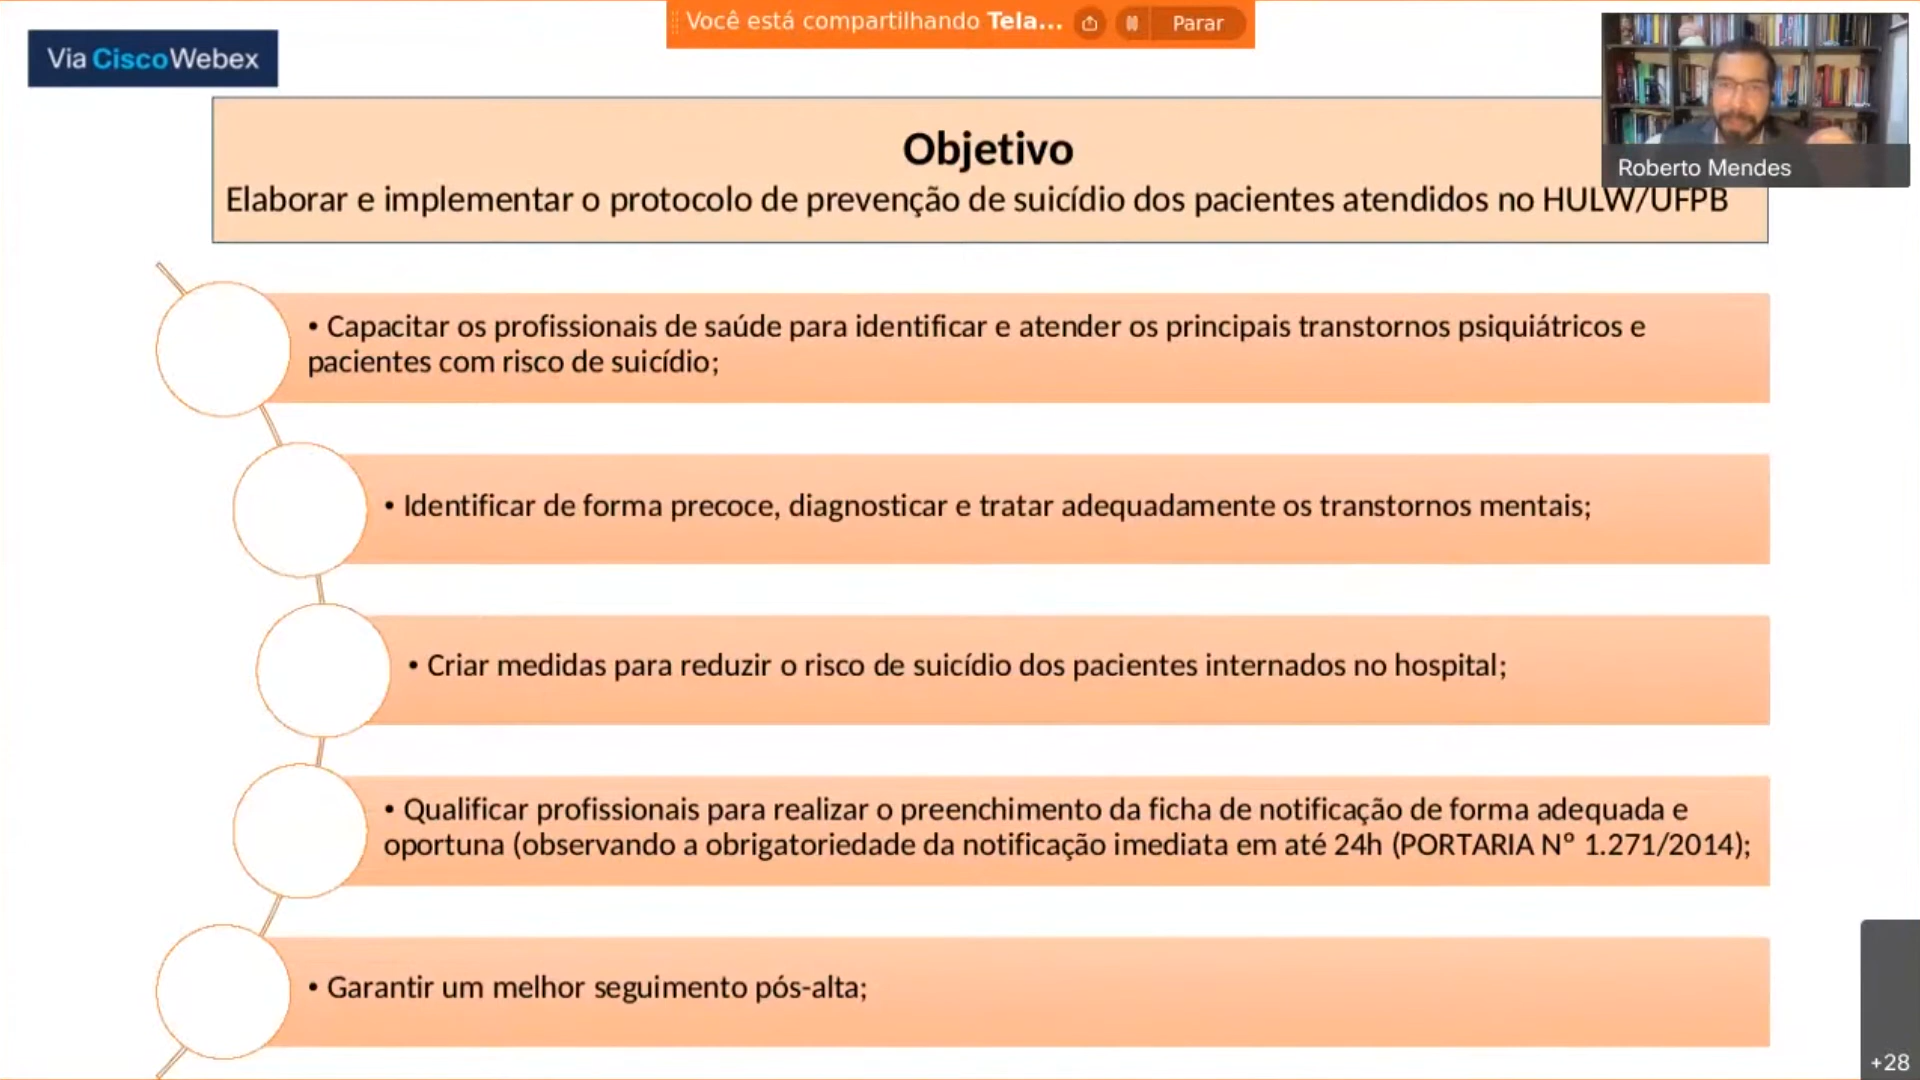 Você está compartilhando Tela...
Parar
Via CiscoWebex
Objetivo
Elaborar e implementar o protocolo de prevenção de suicídio dos pacientes atendidos no HULW/UFPB
Roberto Mendes
• Capacitar os profissionais de saúde para identificar e atender os principais transtornos psiquiátricos e
pacientes com risco de suicídio;
• Identificar de forma precoce, diagnosticar e tratar adequadamente os transtornos mentais;
• Criar medidas para reduzir o risco de suicídio dos pacientes internados no hospital;
• Qualificar profissionais para realizar o preenchimento da ficha de notificação de forma adequada e
oportuna (observando a obrigatoriedade da notificação imediata em até 24h (PORTARIA Nº 1.271/2014);
• Garantir um melhor seguimento pós-alta;
+28